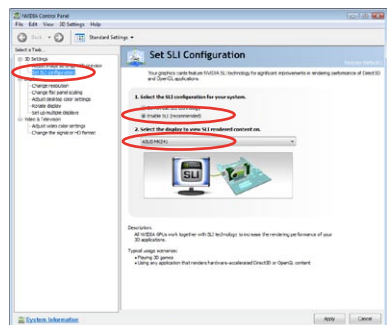 NVIDIA Control Panel
File Edit View 3D Settings Help
Back
Standard Settings
Select a Task...
3D Settings
Set SLI configuration
Change resolution
Change flat panel scaling
Adjust desktop color settings
Rotate display
Set up multiple displays
Video & Television
Adjust video color settings
Change the signal or HD format
System Information
Set SLI Configuration
Your graphics cards feature NVIDIA SLI technology for significant improvements in rendering performance of Direct3D
and OpenGL applications.
1. Select the SLI configuration for your system.
Enable SLI (recommended)
2. Select the display to view SLI rendered content on.
ASUS MK241
SLI
Description:
All NVIDIA GPUs work together with SLI technology to increase the rendering performance of your
3D applications.
Typical usage scenarios:
• Playing 3D games
• Using any application that renders hardware-accelerated Direct3D or OpenGL content
Apply
Cancel